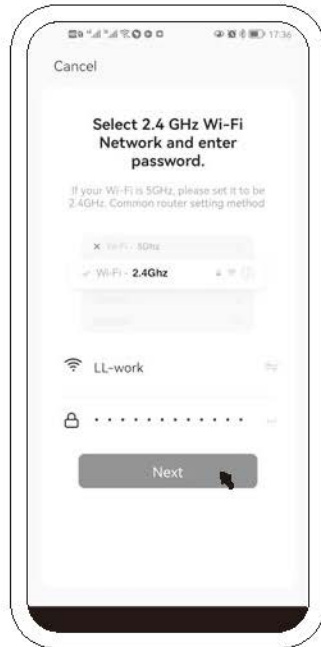 17:36
Cancel
Select 2.4 GHz Wi-Fi
Network and enter
password.
If your Wi-Fi is 5GHz, please set it to be
2.4GHz. Common router setting method
Wi-Fi - 5Ghz
Wi-Fi - 2.4Ghz
LL-work
Next